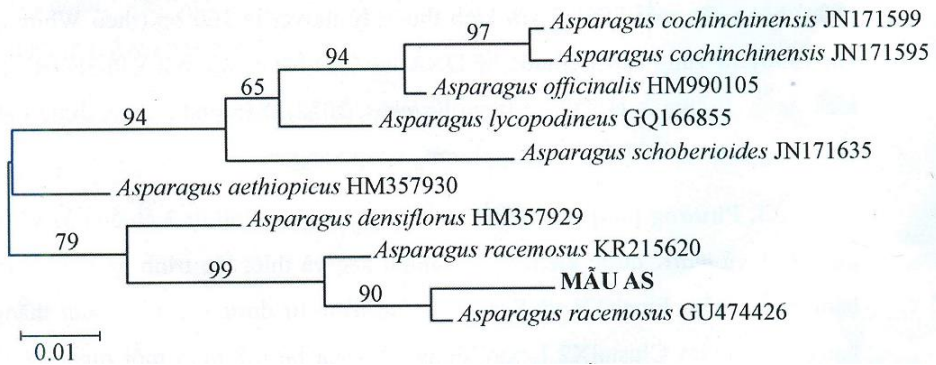 97
Asparagus cochinchinensis JN171599
Asparagus cochinchinensis JN171595
94
Asparagus officinalis HM990105
65
Asparagus lycopodineus GQ166855
94
Asparagus schoberioides JN171635
Asparagus aethiopicus HM357930
Asparagus densiflorus HM357929
79
Asparagus racemosus KR215620
99
MẪU AS
90
Asparagus racemosus GU474426
0.01